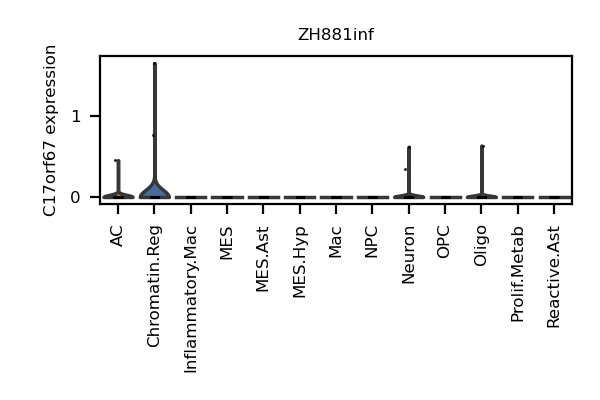 ZH881inf
C17orf67 expression
1
0
AC
Chromatin.Reg
Inflammatory.Mac
MES
MES.Ast
MES.Hyp
Mac
NPC
Neuron
OPC
Oligo
Prolif.Metab
Reactive.Ast